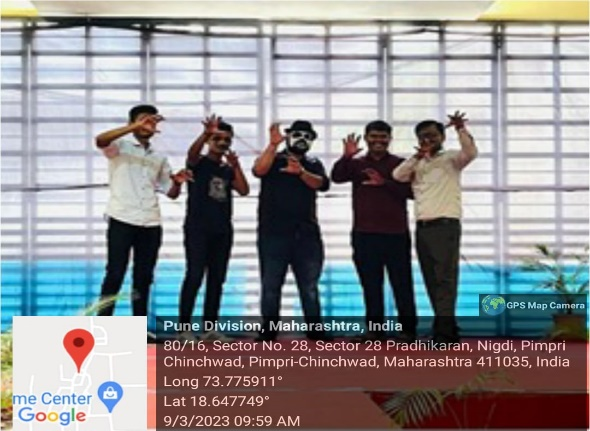 GPS Map Camera
Pune Division, Maharashtra, India
80/16, Sector No. 28, Sector 28 Pradhikaran, Nigdi, Pimpri
Chinchwad, Pimpri-Chinchwad, Maharashtra 411035, India
Long 73.775911°
Lat 18.647749°
9/3/2023 09:59 AM
me Center
Google